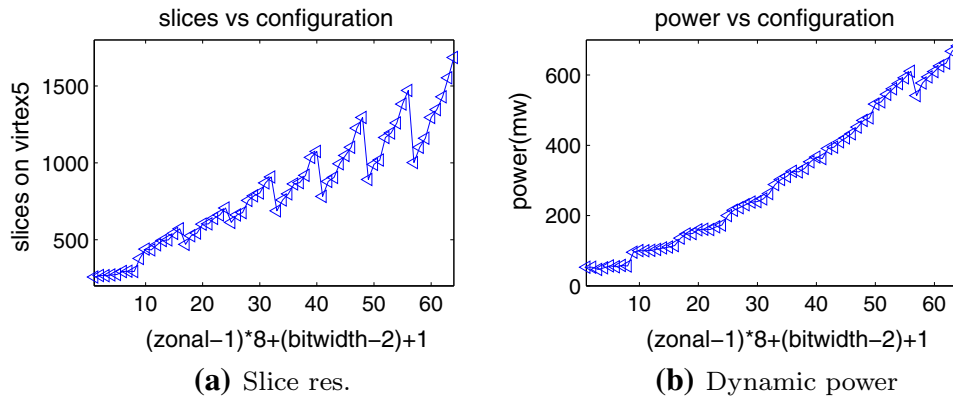 slices vs configuration
slices on virtex5
1500
1000
500
10 20 30 40 50 60
(zonal−1)*8+(bitwidth−2)+1
(a) Slice res.
power vs configuration
power(mw)
600
400
200
0
10 20 30 40 50 60
(zonal−1)*8+(bitwidth−2)+1
(b) Dynamic power